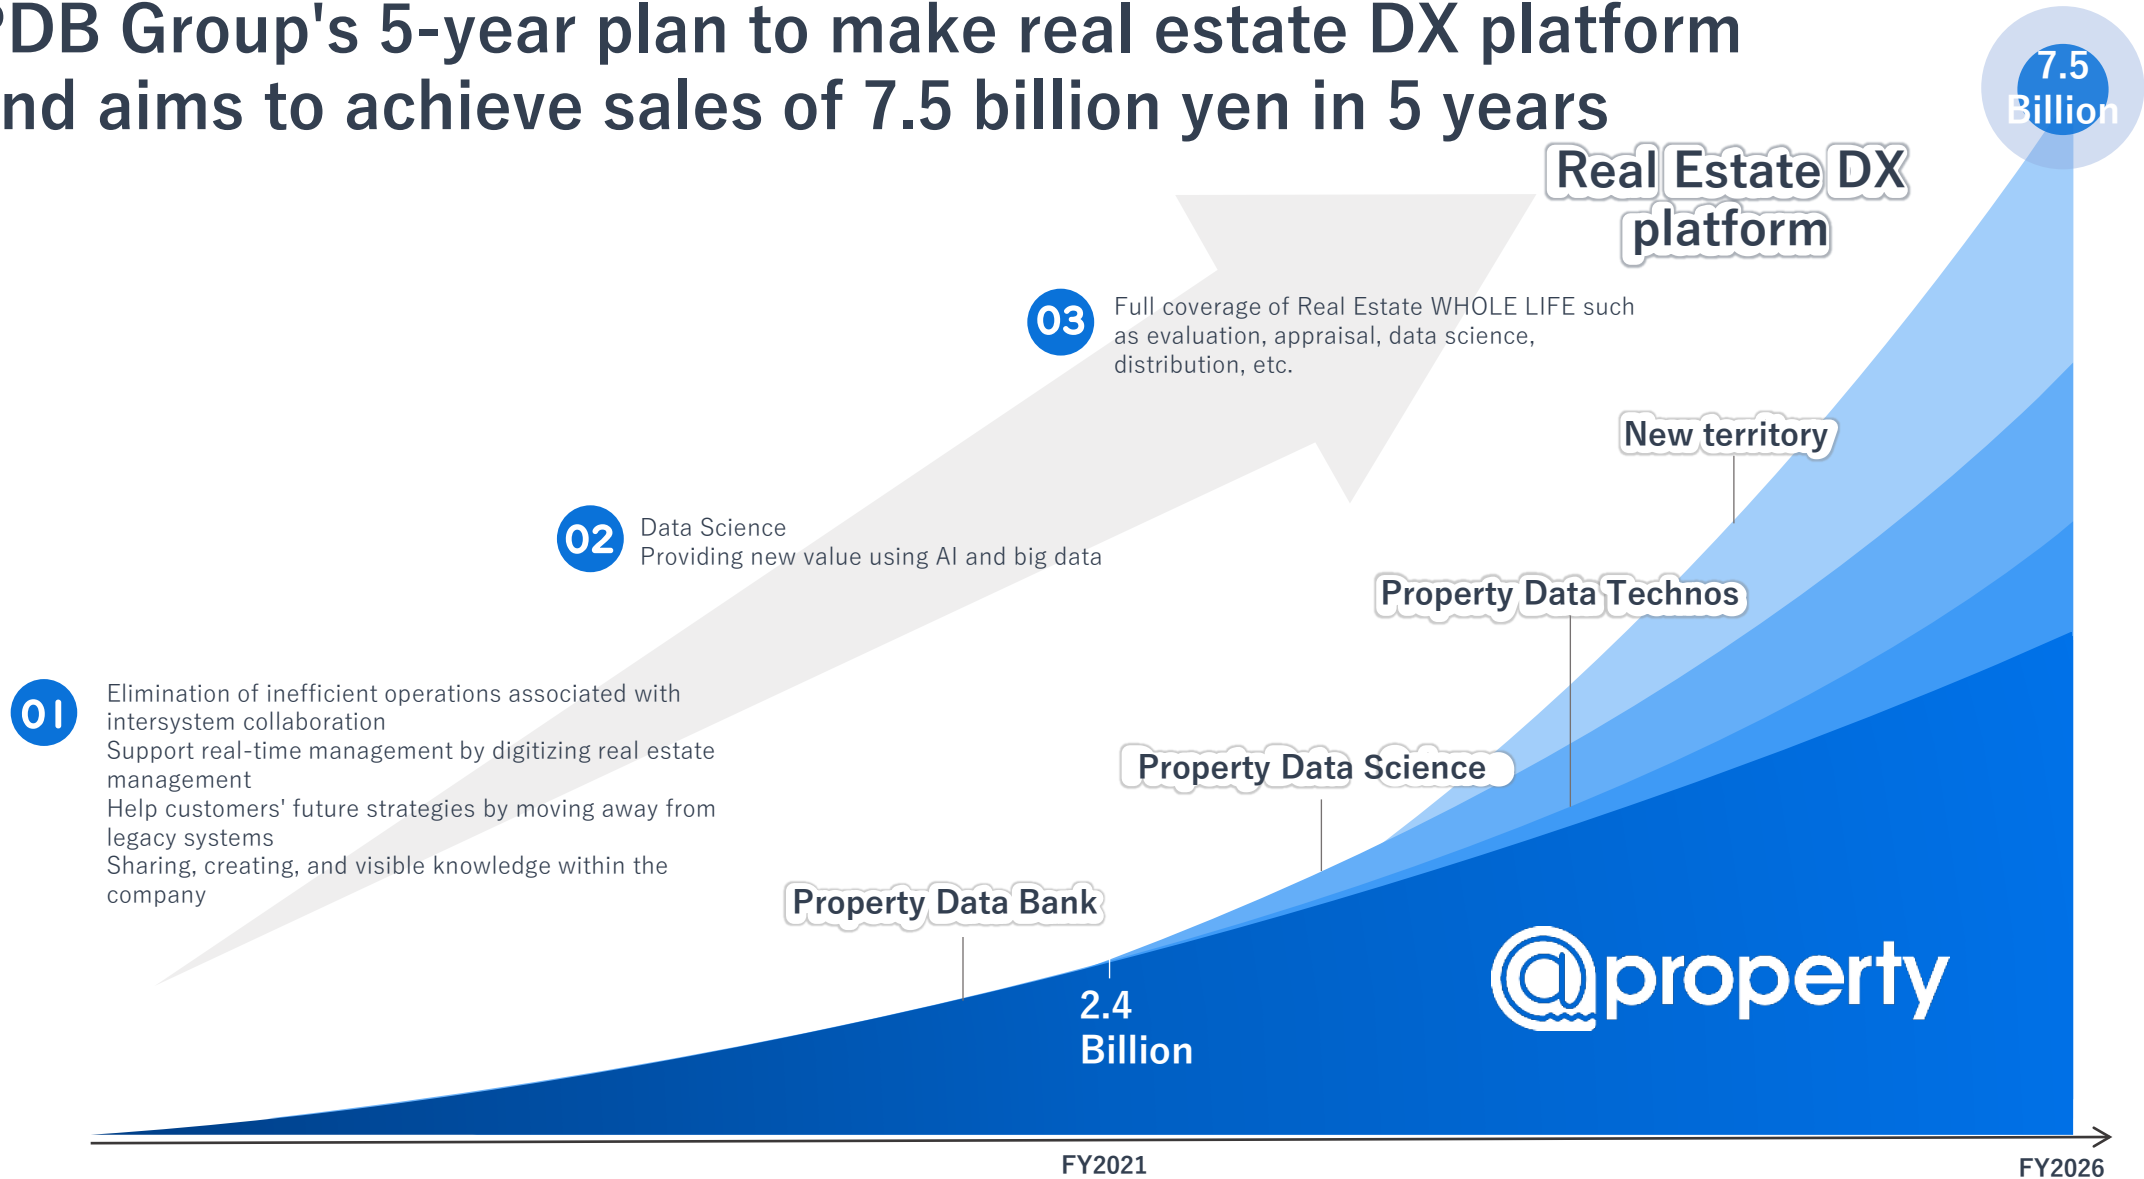 PDB Group's 5-year plan to make real estate DX platform
nd aims to achieve sales of 7.5 billion yen in 5 years
7.5
Billion
Real Estate DX
platform
03
Full coverage of Real Estate WHOLE LIFE such
as evaluation, appraisal, data science,
distribution, etc.
New territory
02
Data Science
Providing new value using AI and big data
Property Data Technos
01
Elimination of inefficient operations associated with
intersystem collaboration
Support real-time management by digitizing real estate
management
Help customers' future strategies by moving away from
legacy systems
Sharing, creating, and visible knowledge within the
company
Property Data Science
Property Data Bank
2.4
Billion
@property
FY2021
FY2026